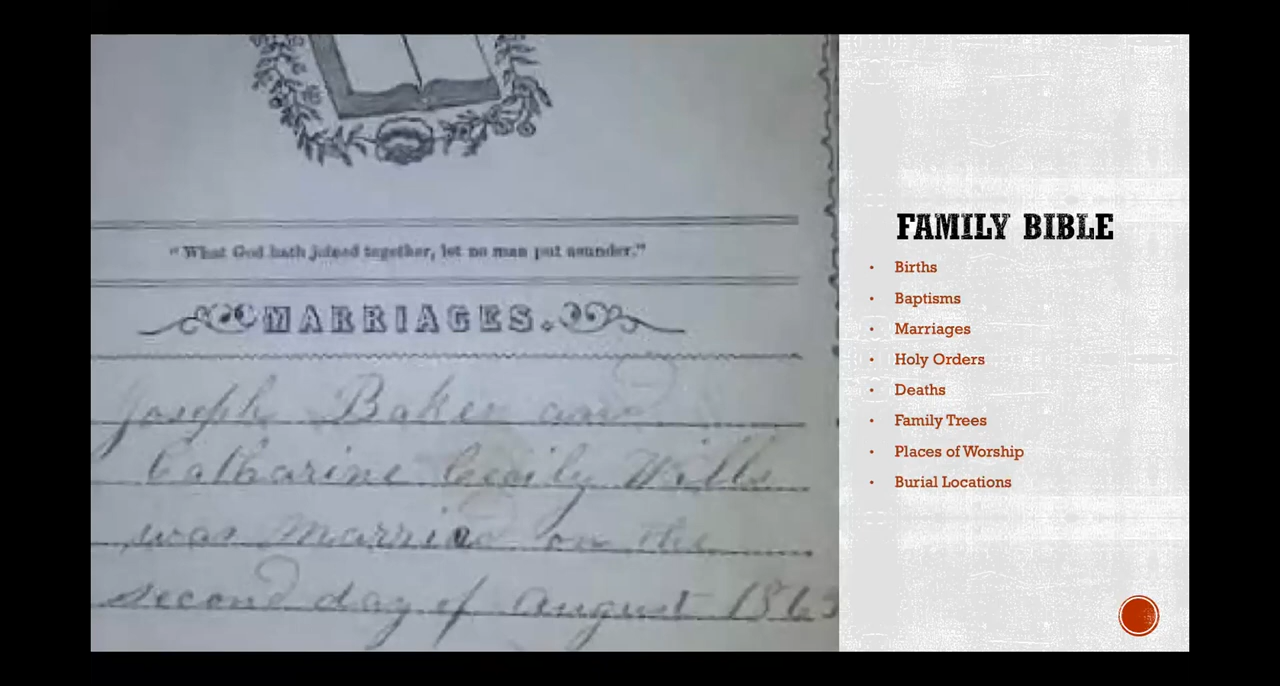 "What God hath joined together, let no man put asunder."
MARRIAGES.
Joseph Baker and
Catharine Cecily Wills
was married on the
second day of august 1863
FAMILY BIBLE
• Births
• Baptisms
• Marriages
• Holy Orders
• Deaths
• Family Trees
• Places of Worship
• Burial Locations